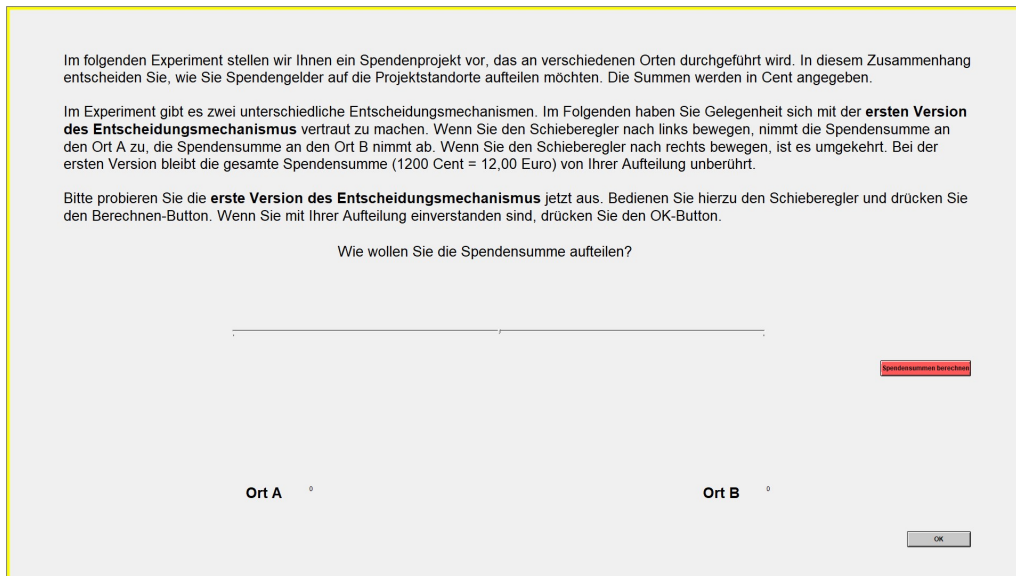 Im folgenden Experiment stellen wir Ihnen ein Spendenprojekt vor, das an verschiedenen Orten durchgeführt wird. In diesem Zusammenhang
entscheiden Sie, wie Sie Spendengelder auf die Projektstandorte aufteilen möchten. Die Summen werden in Cent angegeben.
Im Experiment gibt es zwei unterschiedliche Entscheidungsmechanismen. Im Folgenden haben Sie Gelegenheit sich mit der ersten Version
des Entscheidungsmechanismus vertraut zu machen. Wenn Sie den Schieberegler nach links bewegen, nimmt die Spendensumme an
den Ort A zu, die Spendensumme an den Ort B nimmt ab. Wenn Sie den Schieberegler nach rechts bewegen, ist es umgekehrt. Bei der
ersten Version bleibt die gesamte Spendensumme (1200 Cent = 12,00 Euro) von Ihrer Aufteilung unberührt.
Bitte probieren Sie die erste Version des Entscheidungsmechanismus jetzt aus. Bedienen Sie hierzu den Schieberegler und drücken Sie
den Berechnen-Button. Wenn Sie mit Ihrer Aufteilung einverstanden sind, drücken Sie den OK-Button.
Wie wollen Sie die Spendensumme aufteilen?
Spendensummen berechnen
Ort A 0 Ort B 0
OK